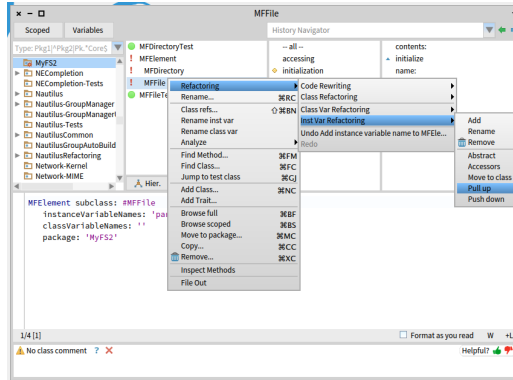 MFFile
Scoped
Variables
History Navigator
Type: Pkg1|^Pkg2|Pk.*Core$
MyFS2
NECompletion
NECompletion-Tests
Nautilus
Nautilus-GroupManager
Nautilus-GroupManagerU
Nautilus-Tests
NautilusCommon
NautilusGroupAutoBuild
NautilusRefactoring
Network-Kernel
Network-MIME
MFDirectoryTest
MFElement
MFDirectory
MFFile
MFFileTe
Hier.
-- all --
accessing
initialization
contents:
initialize
name:
Refactoring
Rename... ⌘RC
Class refs... ⇧⌘BN
Rename inst var
Rename class var
Analyze
Find Method... ⌘FM
Find Class... ⌘FC
Jump to test class ⌘GJ
Add Class... ⌘NC
Add Trait...
Browse full ⌘BF
Browse scoped ⌘BS
Move to package... ⌘MC
Copy... ⌘CC
Remove... ⌘XC
Inspect Methods
File Out
Code Rewriting
Class Refactoring
Class Var Refactoring
Inst Var Refactoring
Undo Add instance variable name to MFEle...
Redo
Add
Rename
Remove
Abstract
Accessors
Move to class
Pull up
Push down
MFElement subclass: #MFFile
instanceVariableNames: 'par
classVariableNames: ''
package: 'MyFS2'
1/4 [1]
Format as you read
W
+L
No class comment ? 
Helpful?